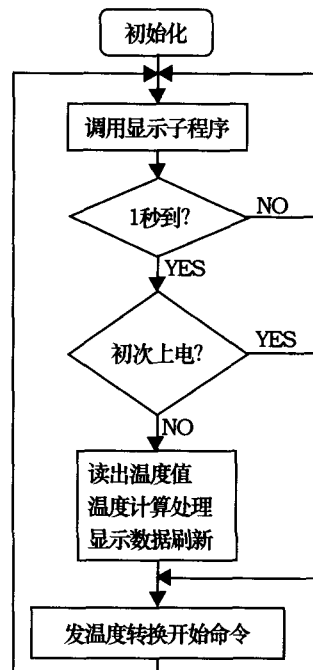 初始化
调用显示子程序
1秒到?
NO
YES
初次上电?
YES
NO
读出温度值
温度计算处理
显示数据刷新
发温度转换开始命令